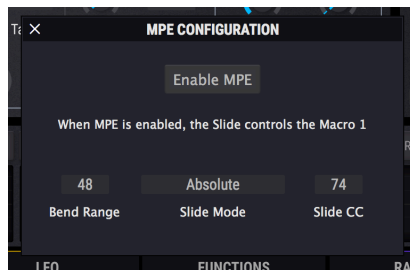 MPE CONFIGURATION
Enable MPE
When MPE is enabled, the Slide controls the Macro 1
48 Absolute 74
Bend Range Slide Mode Slide CC
LFO FUNCTIONS RA